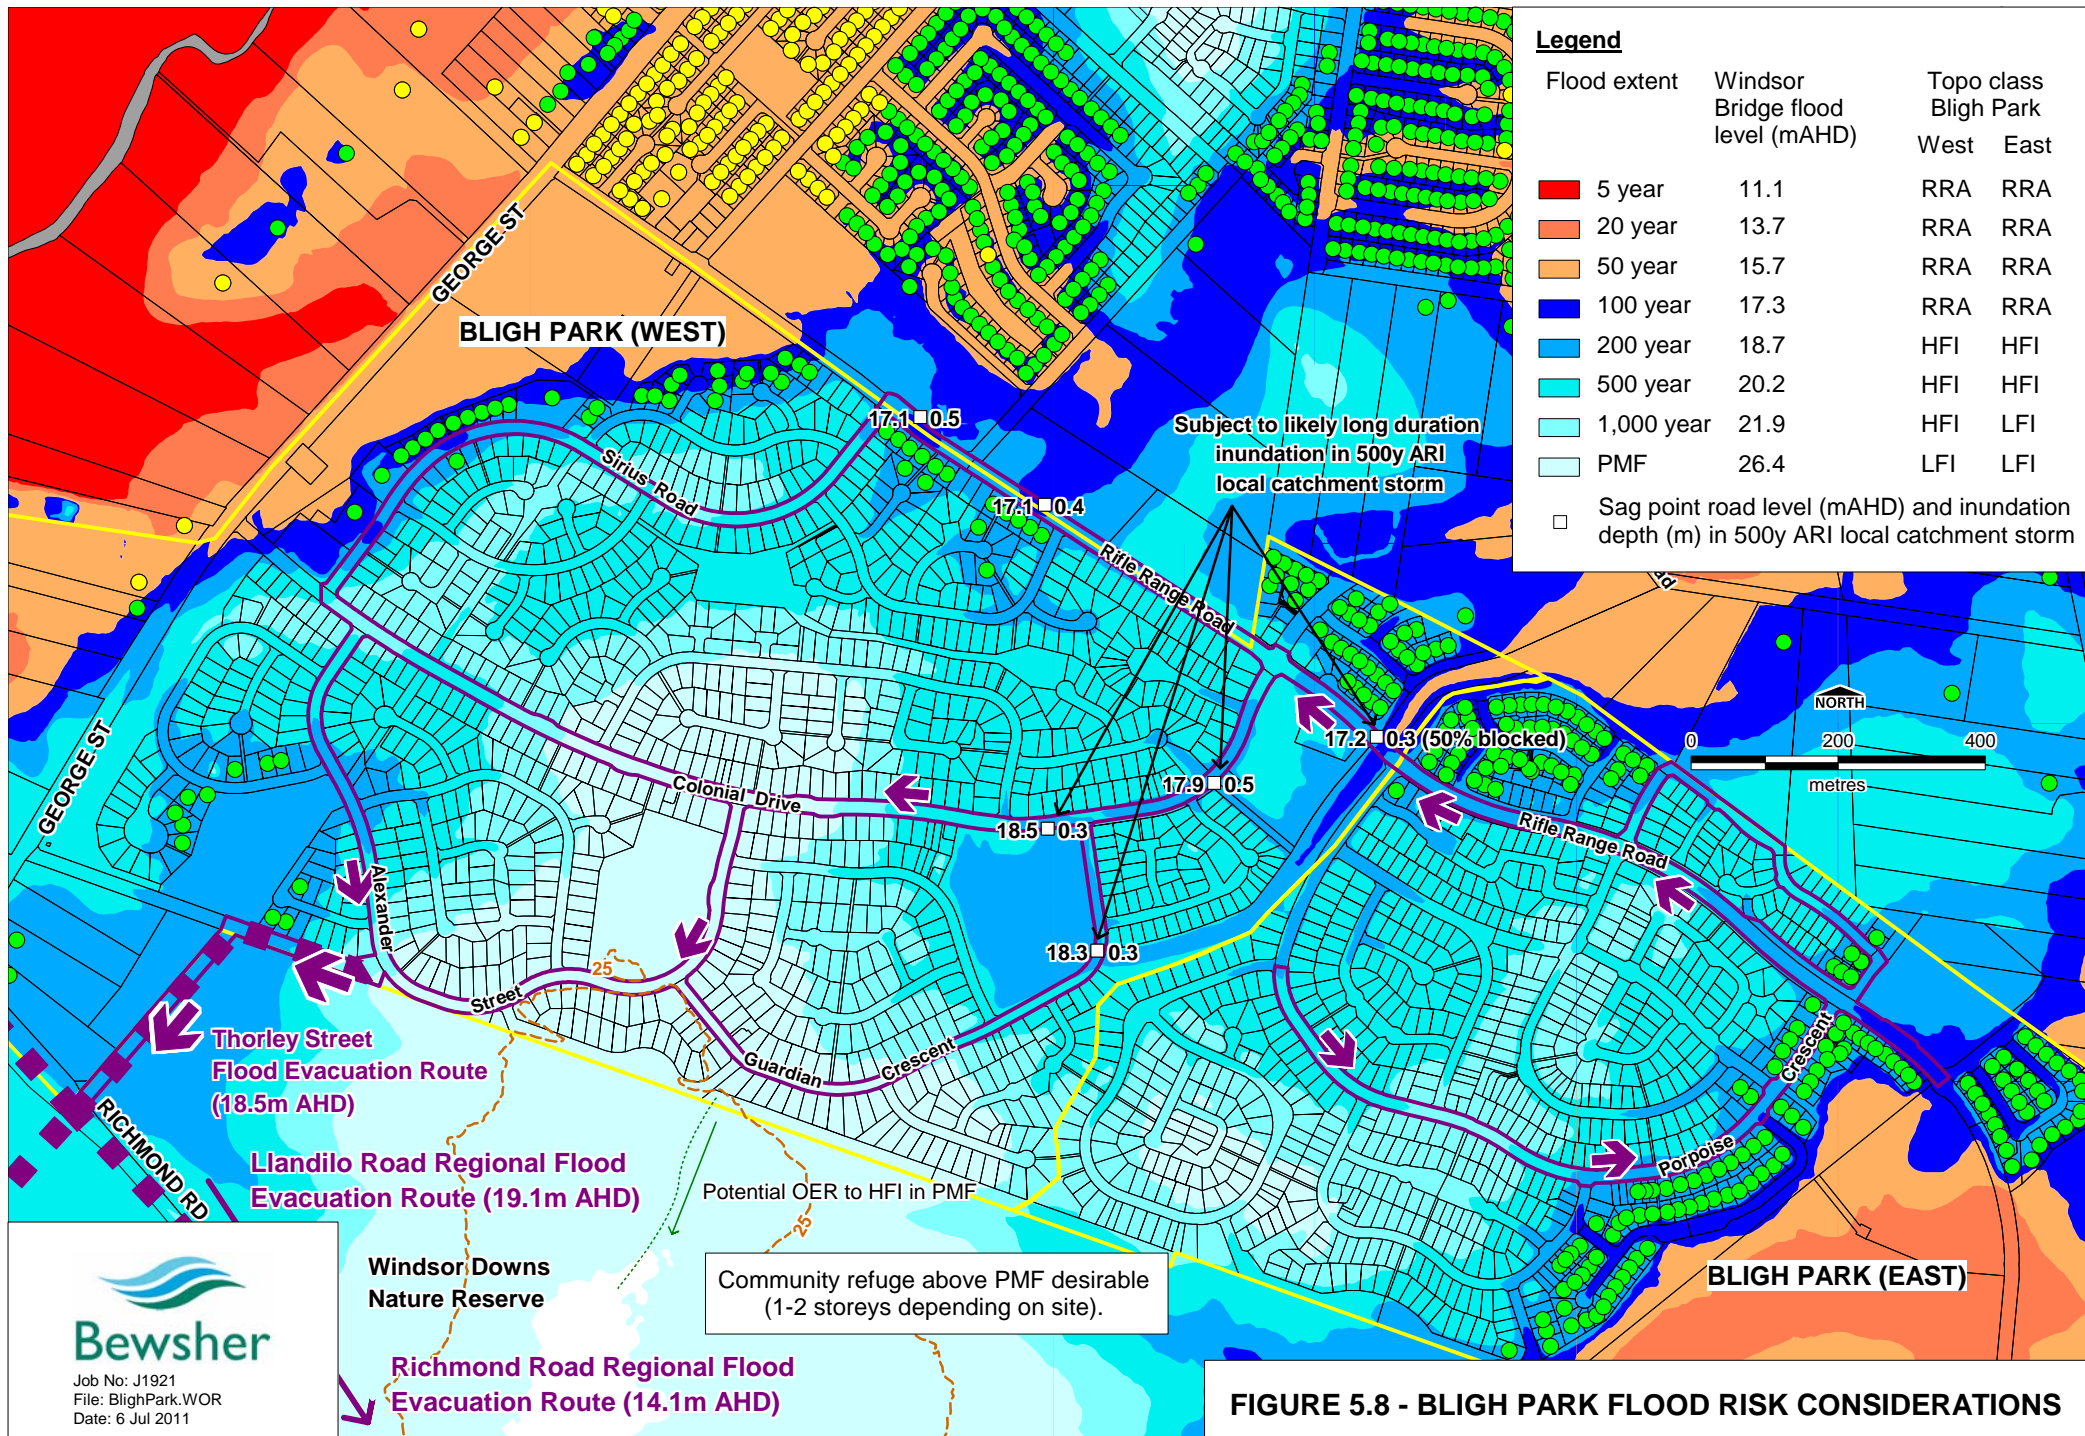 Legend
Flood extent
Windsor
Bridge flood
level (mAHD)
Topo class
Bligh Park
West East
5 year 11.1 RRA RRA
20 year 13.7 RRA RRA
50 year 15.7 RRA RRA
100 year 17.3 RRA RRA
200 year 18.7 HFI HFI
500 year 20.2 HFI HFI
1,000 year 21.9 HFI LFI
PMF 26.4 LFI LFI
Sag point road level (mAHD) and inundation
depth (m) in 500y ARI local catchment storm
GEORGE ST
BLIGH PARK (WEST)
17.1 0.5
Subject to likely long duration
inundation in 500y ARI
local catchment storm
Sirius Road
17.1 0.4
Rifle Range Road
ad
NORTH
0 200 400
metres
17.2 0.3 (50% blocked)
GEORGE ST
Colonial Drive
17.9 0.5
18.5 0.3
Rifle Range Road
Alexander
Street
25
18.3 0.3
Thorley Street
Flood Evacuation Route
(18.5m AHD)
Guardian Crescent
Porpoise Crescent
RICHMOND RD
Llandilo Road Regional Flood
Evacuation Route (19.1m AHD)
Potential OER to HFI in PMF
25
Windsor Downs
Nature Reserve
Community refuge above PMF desirable
(1-2 storeys depending on site).
BLIGH PARK (EAST)
Richmond Road Regional Flood
Evacuation Route (14.1m AHD)
Bewsher
Job No: J1921
File: BlighPark.WOR
Date: 6 Jul 2011
FIGURE 5.8 - BLIGH PARK FLOOD RISK CONSIDERATIONS